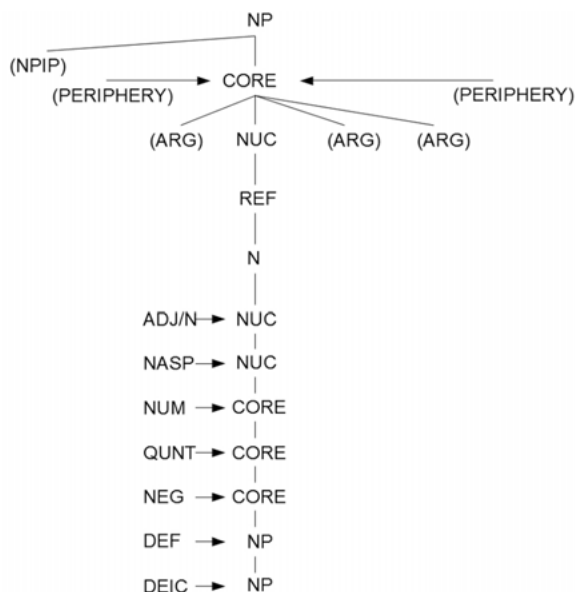 NP
(NPIP)
CORE
(PERIPHERY) (PERIPHERY)
(ARG) NUC (ARG) (ARG)
REF
N
ADJ/N NUC
NASP NUC
NUM CORE
QUNT CORE
NEG CORE
DEF NP
DEIC NP